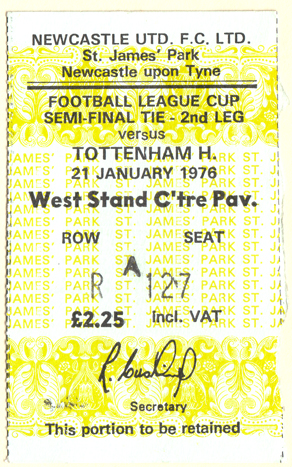 NEWCASTLE UTD. F.C. LTD.
St. James' Park
Newcastle upon Tyne
FOOTBALL LEAGUE CUP
SEMI-FINAL TIE - 2nd LEG
versus
TOTTENHAM H.
21 JANUARY 1976
West Stand C'tre Pav.
ROW SEAT
R A 127
£2.25 incl. VAT
Secretary
This portion to be retained